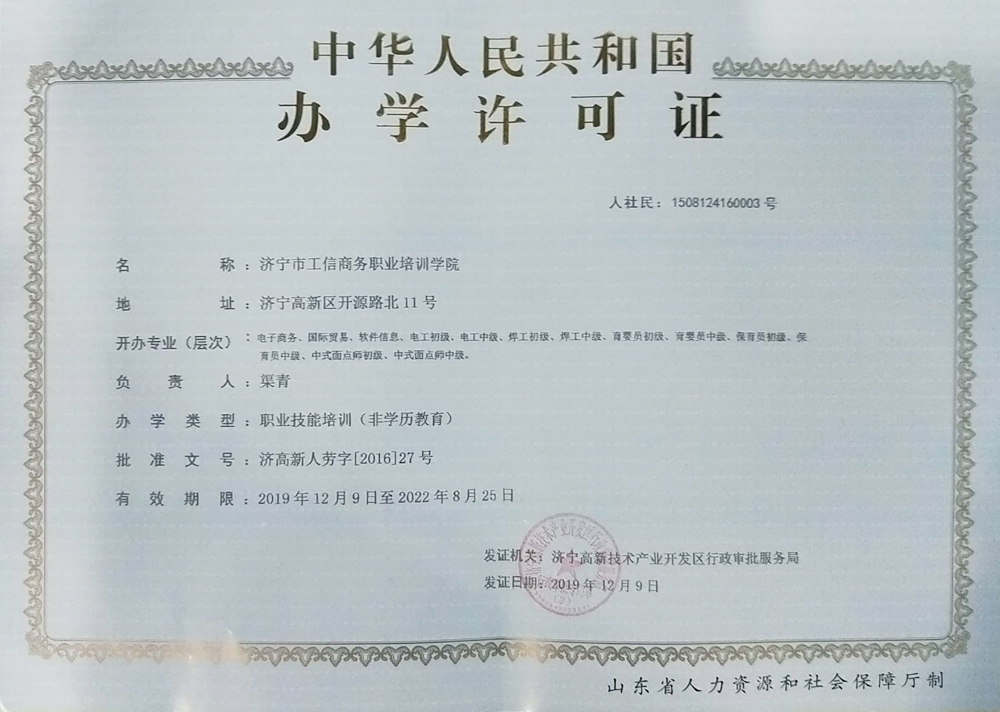 中华人民共和国
办学许可证
人社民：1508124160003号
名称：济宁市工信商务职业培训学院
地址：济宁高新区开源路北11号
开办专业（层次）：电子商务、国际贸易、软件信息、电工初级、电工中级、焊工初级、焊工中级、育婴员初级、育婴员中级、保育员初级、保
育员中级、中式面点师初级、中式面点师中级。
负责人：渠青
办学类型：职业技能培训（非学历教育）
批准文号：济高新人劳字[2016]27号
有效期限：2019年12月9日至2022年8月25日
发证机关：济宁高新技术产业开发区行政审批服务局
发证日期：2019年12月9日
山东省人力资源和社会保障厅制